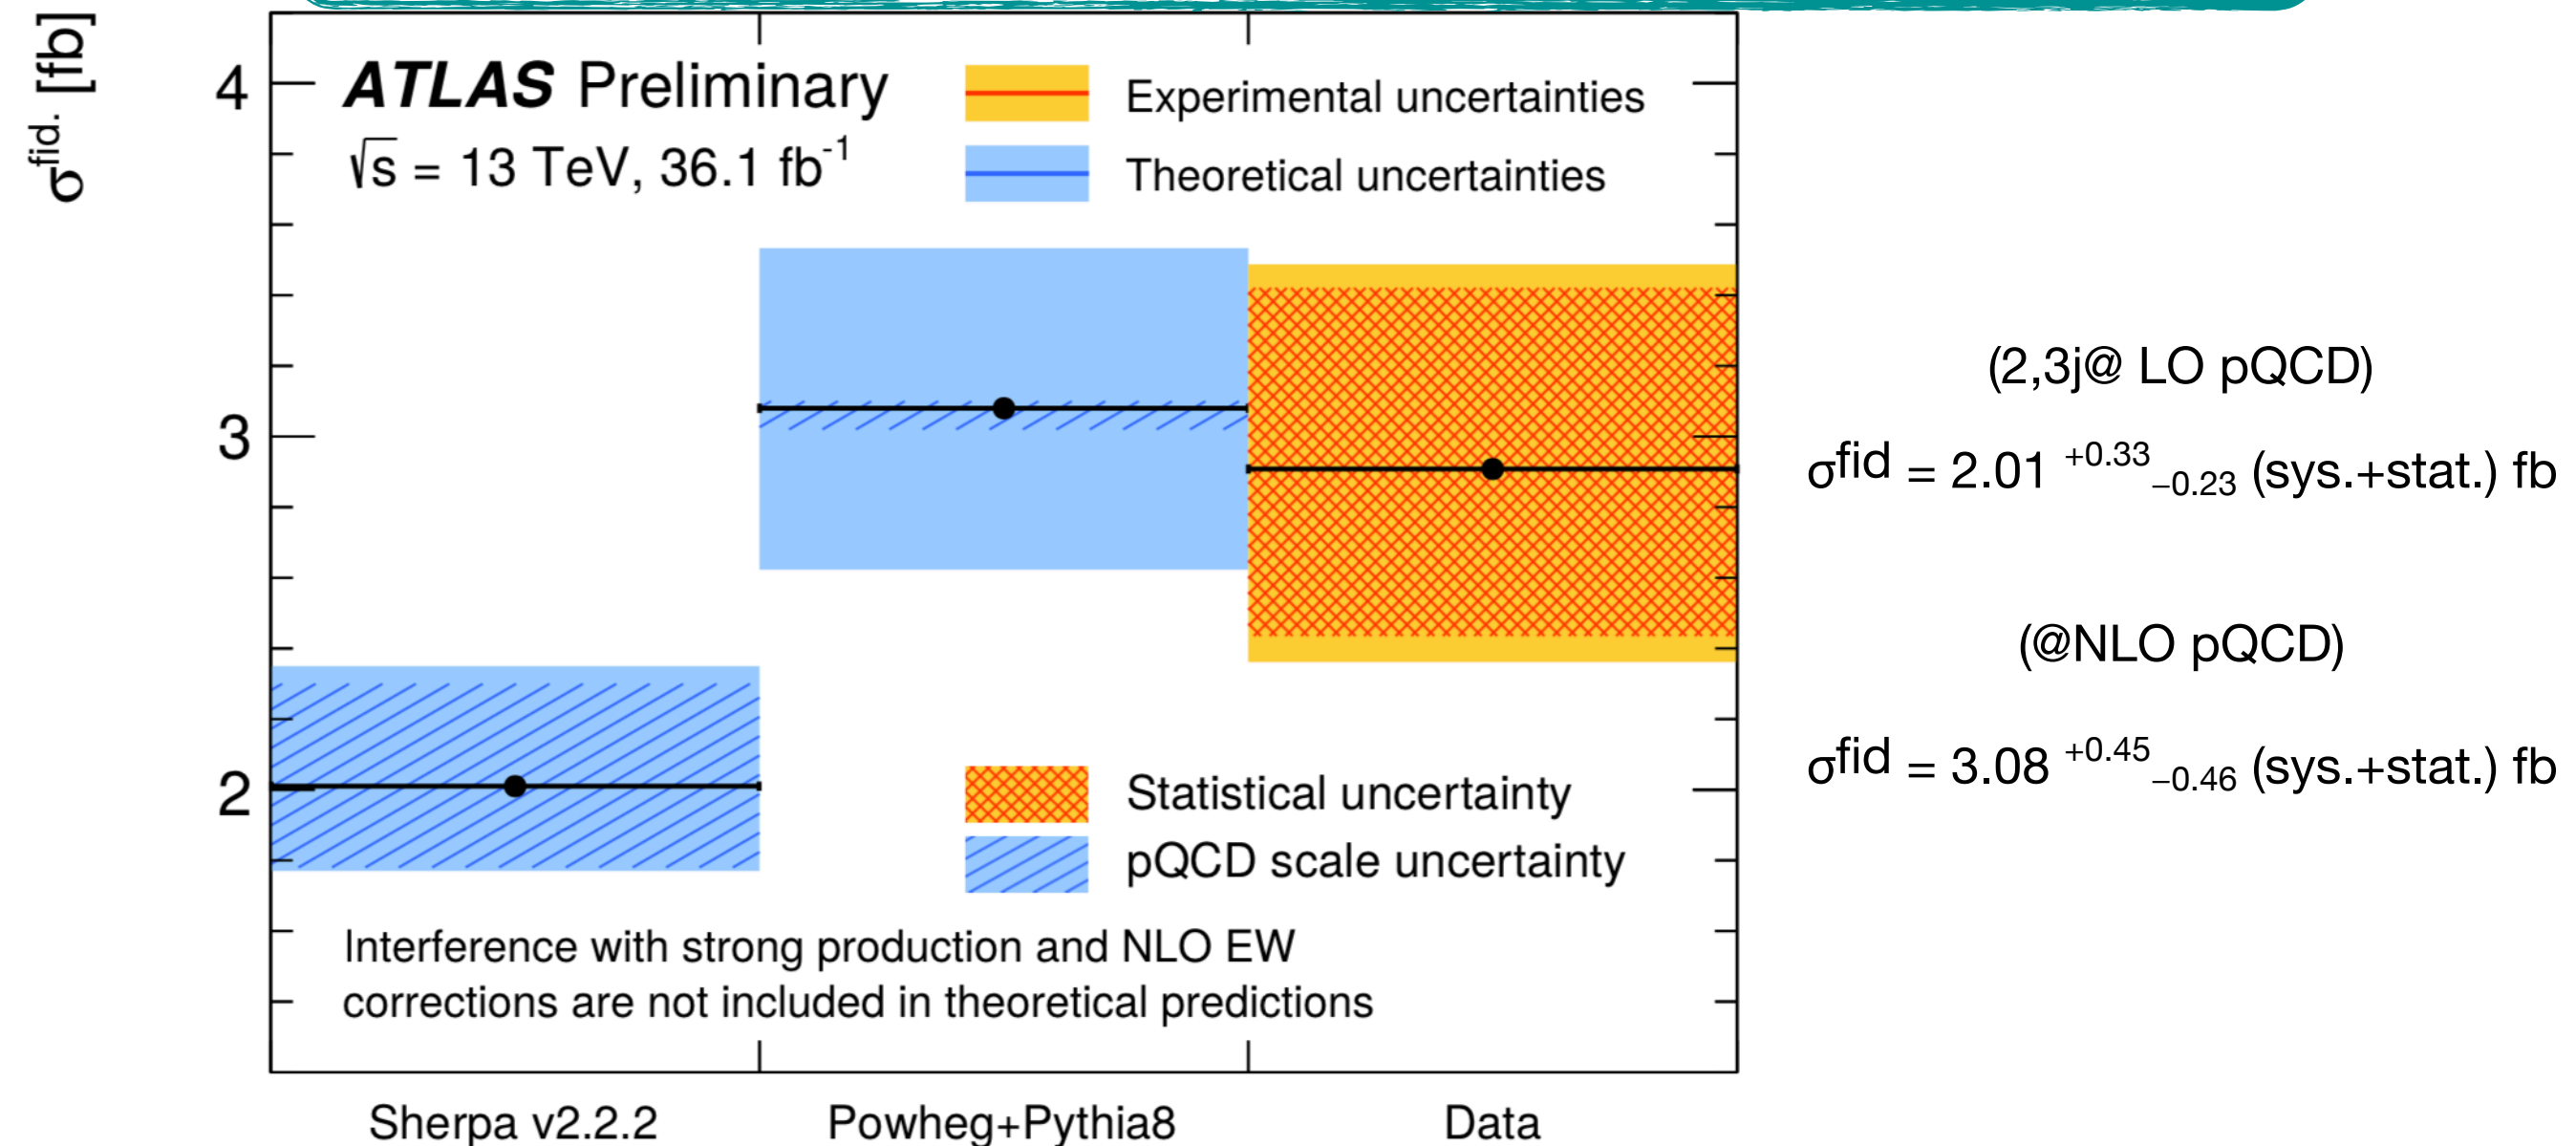 σ^fid. [fb]
4
3
2
ATLAS Preliminary
√s = 13 TeV, 36.1 fb⁻¹
Experimental uncertainties
Theoretical uncertainties
Statistical uncertainty
pQCD scale uncertainty
Interference with strong production and NLO EW
corrections are not included in theoretical predictions
Sherpa v2.2.2
Powheg+Pythia8
Data
(2,3j@ LO pQCD)
σ^fid = 2.01 +0.33 −0.23 (sys.+stat.) fb
(@NLO pQCD)
σ^fid = 3.08 +0.45 −0.46 (sys.+stat.) fb